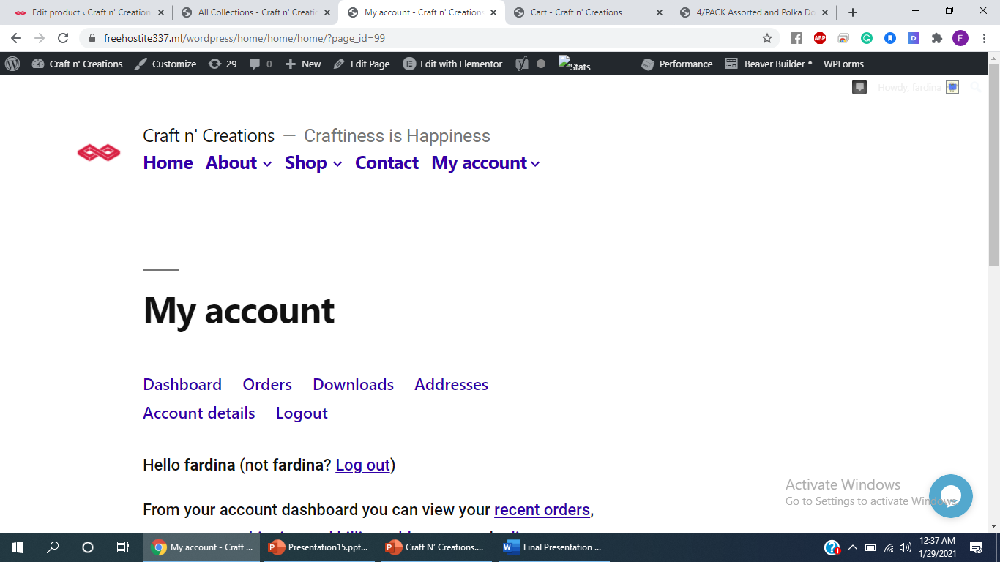 Edit product ‹ Craft n' Creation
All Collections - Craft n' Creatic
My account - Craft n' Creations
Cart - Craft n' Creations
4/PACK Assorted and Polka Do
freehostite337.ml/wordpress/home/home/home/?page_id=99
ABP
F
Craft n' Creations
Customize
29
0
New
Edit Page
Edit with Elementor
Stats
Performance
Beaver Builder •
WPForms
Howdy, fardina
Craft n' Creations — Craftiness is Happiness
Home About Shop Contact My account
My account
Dashboard Orders Downloads Addresses
Account details Logout
Hello fardina (not fardina? Log out)
From your account dashboard you can view your recent orders,
Activate Windows
Go to Settings to activate Windows.
My account - Craft ...
Presentation15.ppt...
Craft N' Creations....
Final Presentation ...
12:37 AM
1/29/2021